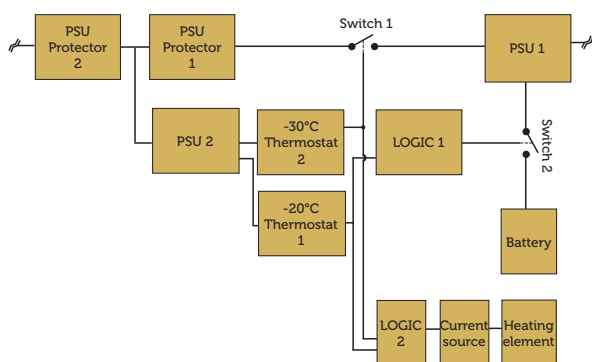 Switch 1
PSU
Protector
2
PSU
Protector
1
PSU 1
PSU 2
-30°C
Thermostat
2
LOGIC 1
Switch 2
-20°C
Thermostat
1
Battery
LOGIC
2
Current
source
Heating
element